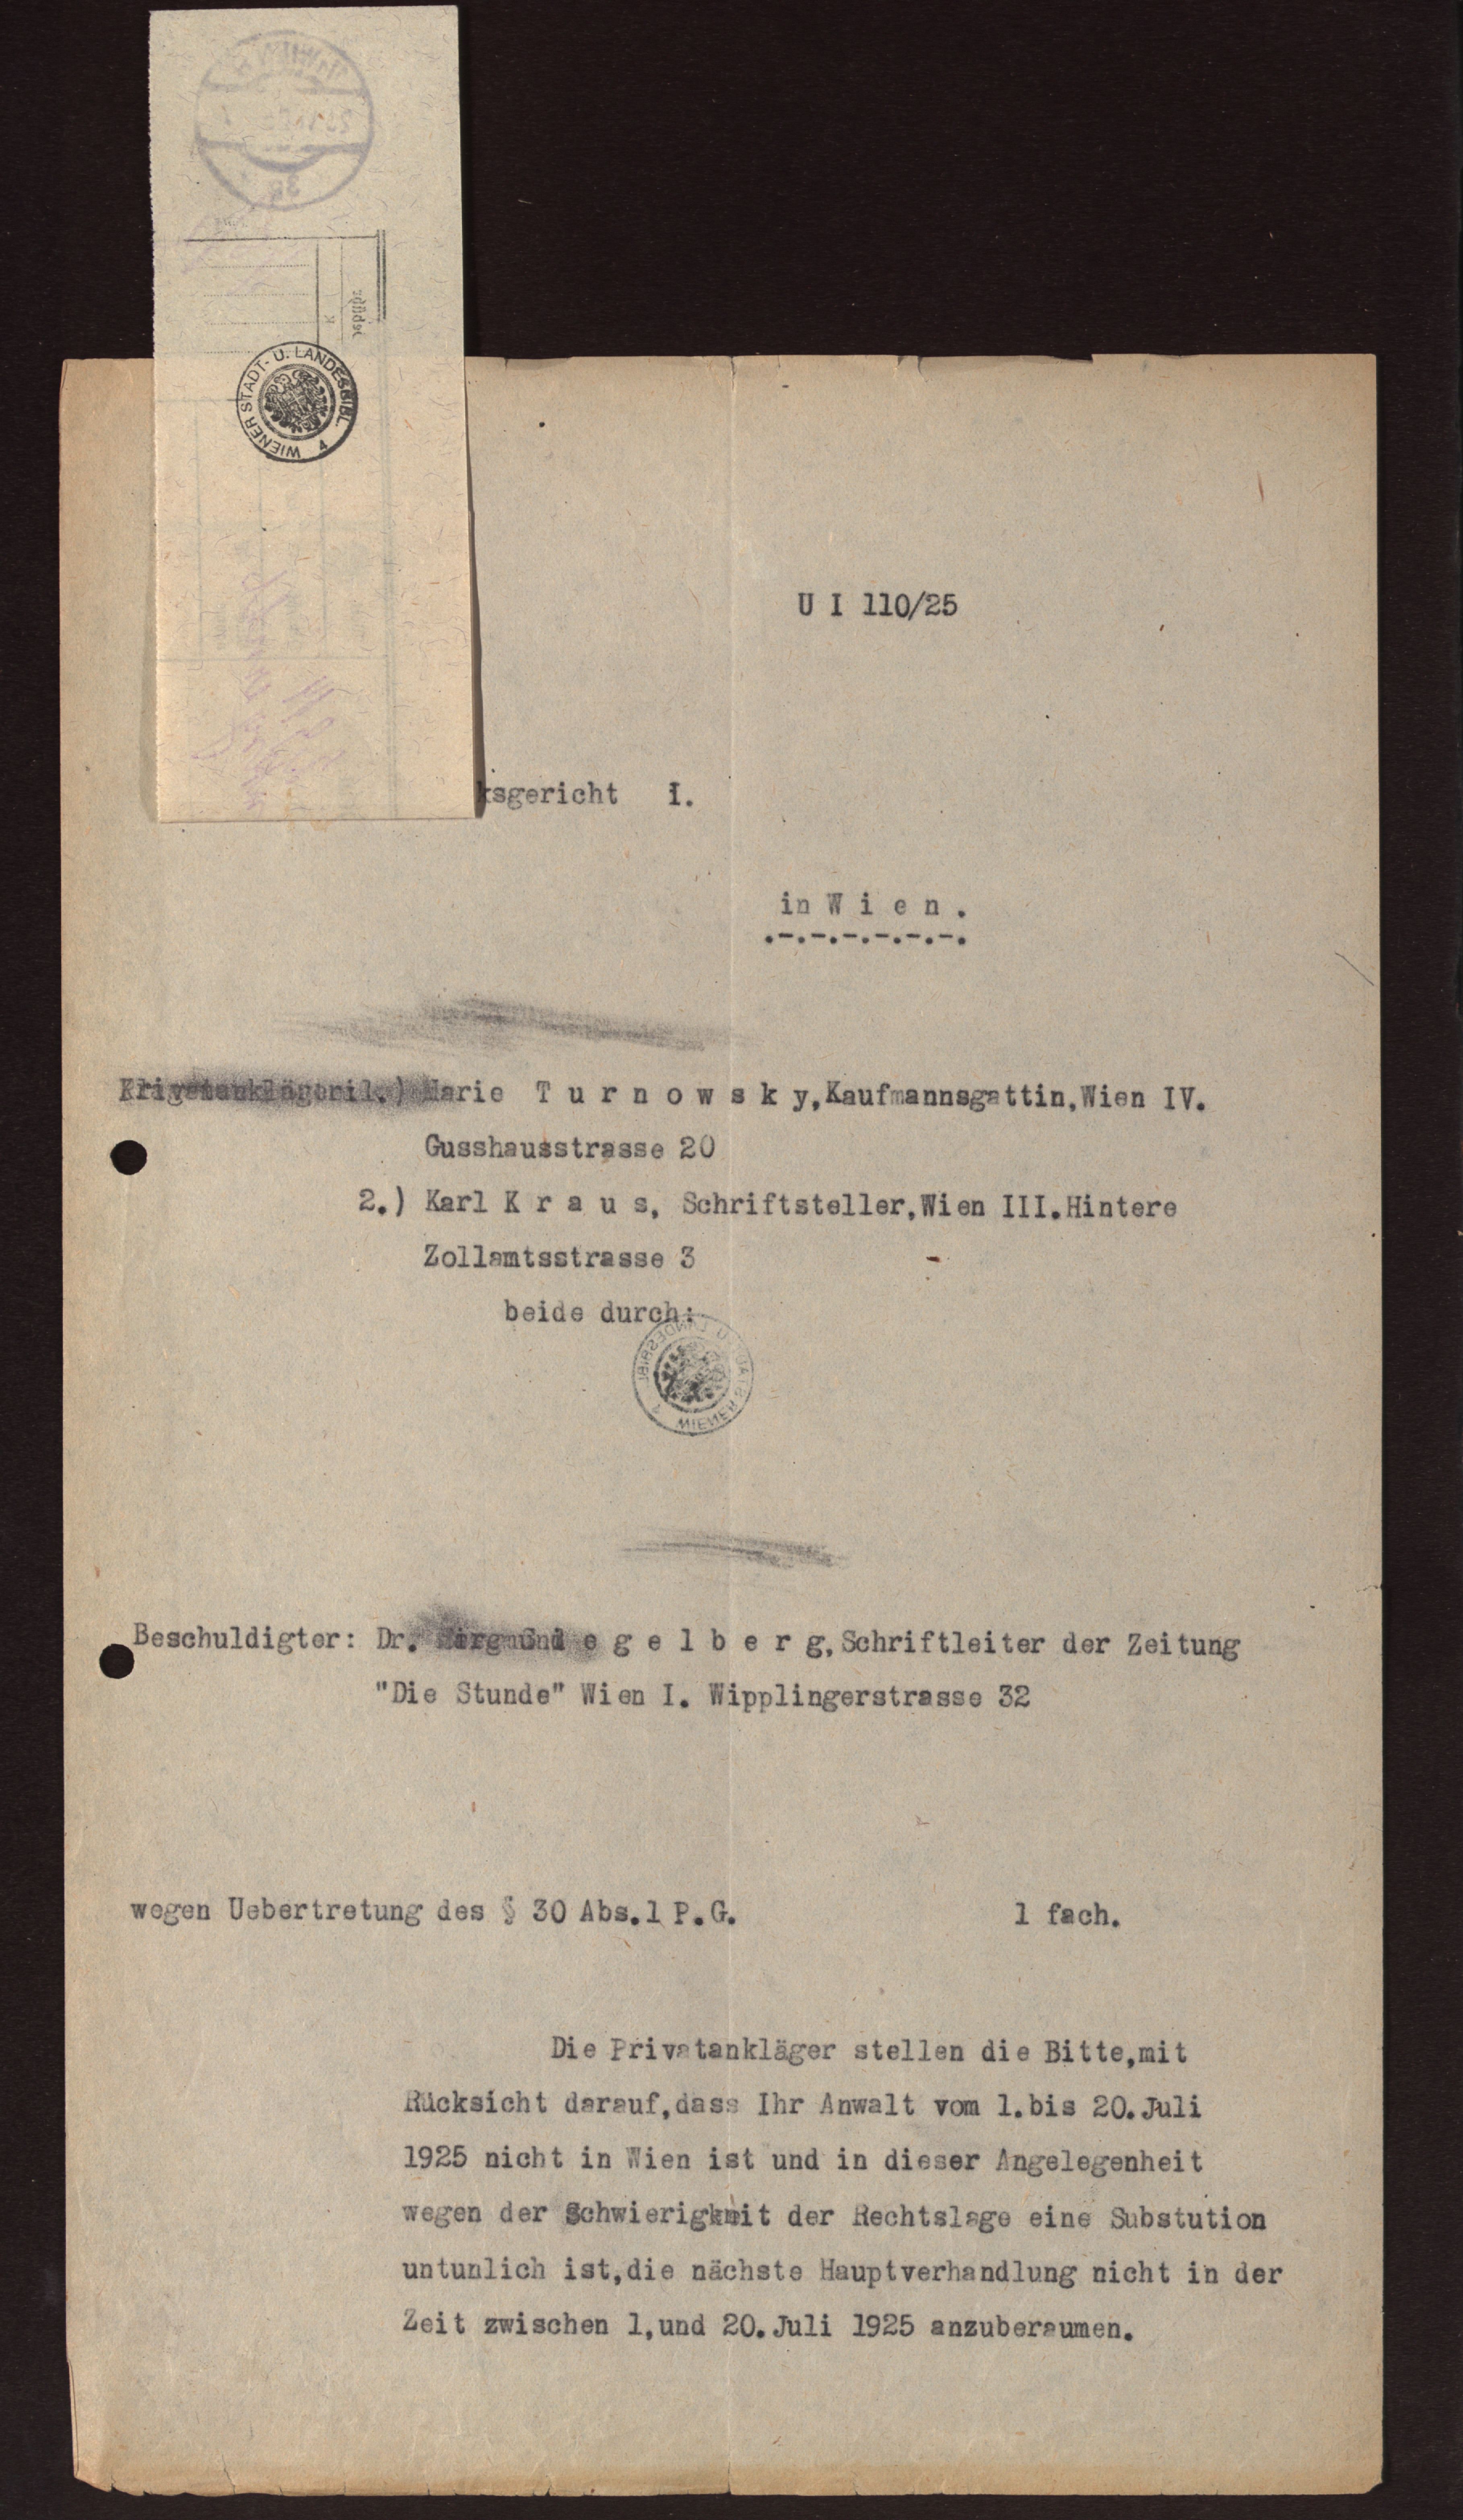 WIENER STADT- U. LANDESBIBL.
U I 110/25
ksgericht I.
in W i e n .
.-.-.-.-.-.-.
1.) Marie T u r n o w s k y, Kaufmannsgattin, Wien IV.
Gusshausstrasse 20
2.) Karl K r a u s, Schriftsteller, Wien III. Hintere
Zollamtsstrasse 3
beide durch:
WIENER STADT- U. LANDESBIBL.
Beschuldigter: Dr. e g e l b e r g, Schriftleiter der Zeitung
"Die Stunde" Wien I. Wipplingerstrasse 32
wegen Uebertretung des § 30 Abs. 1 P.G. 1 fach.
Die Privatankläger stellen die Bitte, mit
Rücksicht darauf, dass Ihr Anwalt vom 1. bis 20. Juli
1925 nicht in Wien ist und in dieser Angelegenheit
wegen der Schwierigkeit der Rechtslage eine Substution
untunlich ist, die nächste Hauptverhandlung nicht in der
Zeit zwischen 1, und 20. Juli 1925 anzuberaumen.